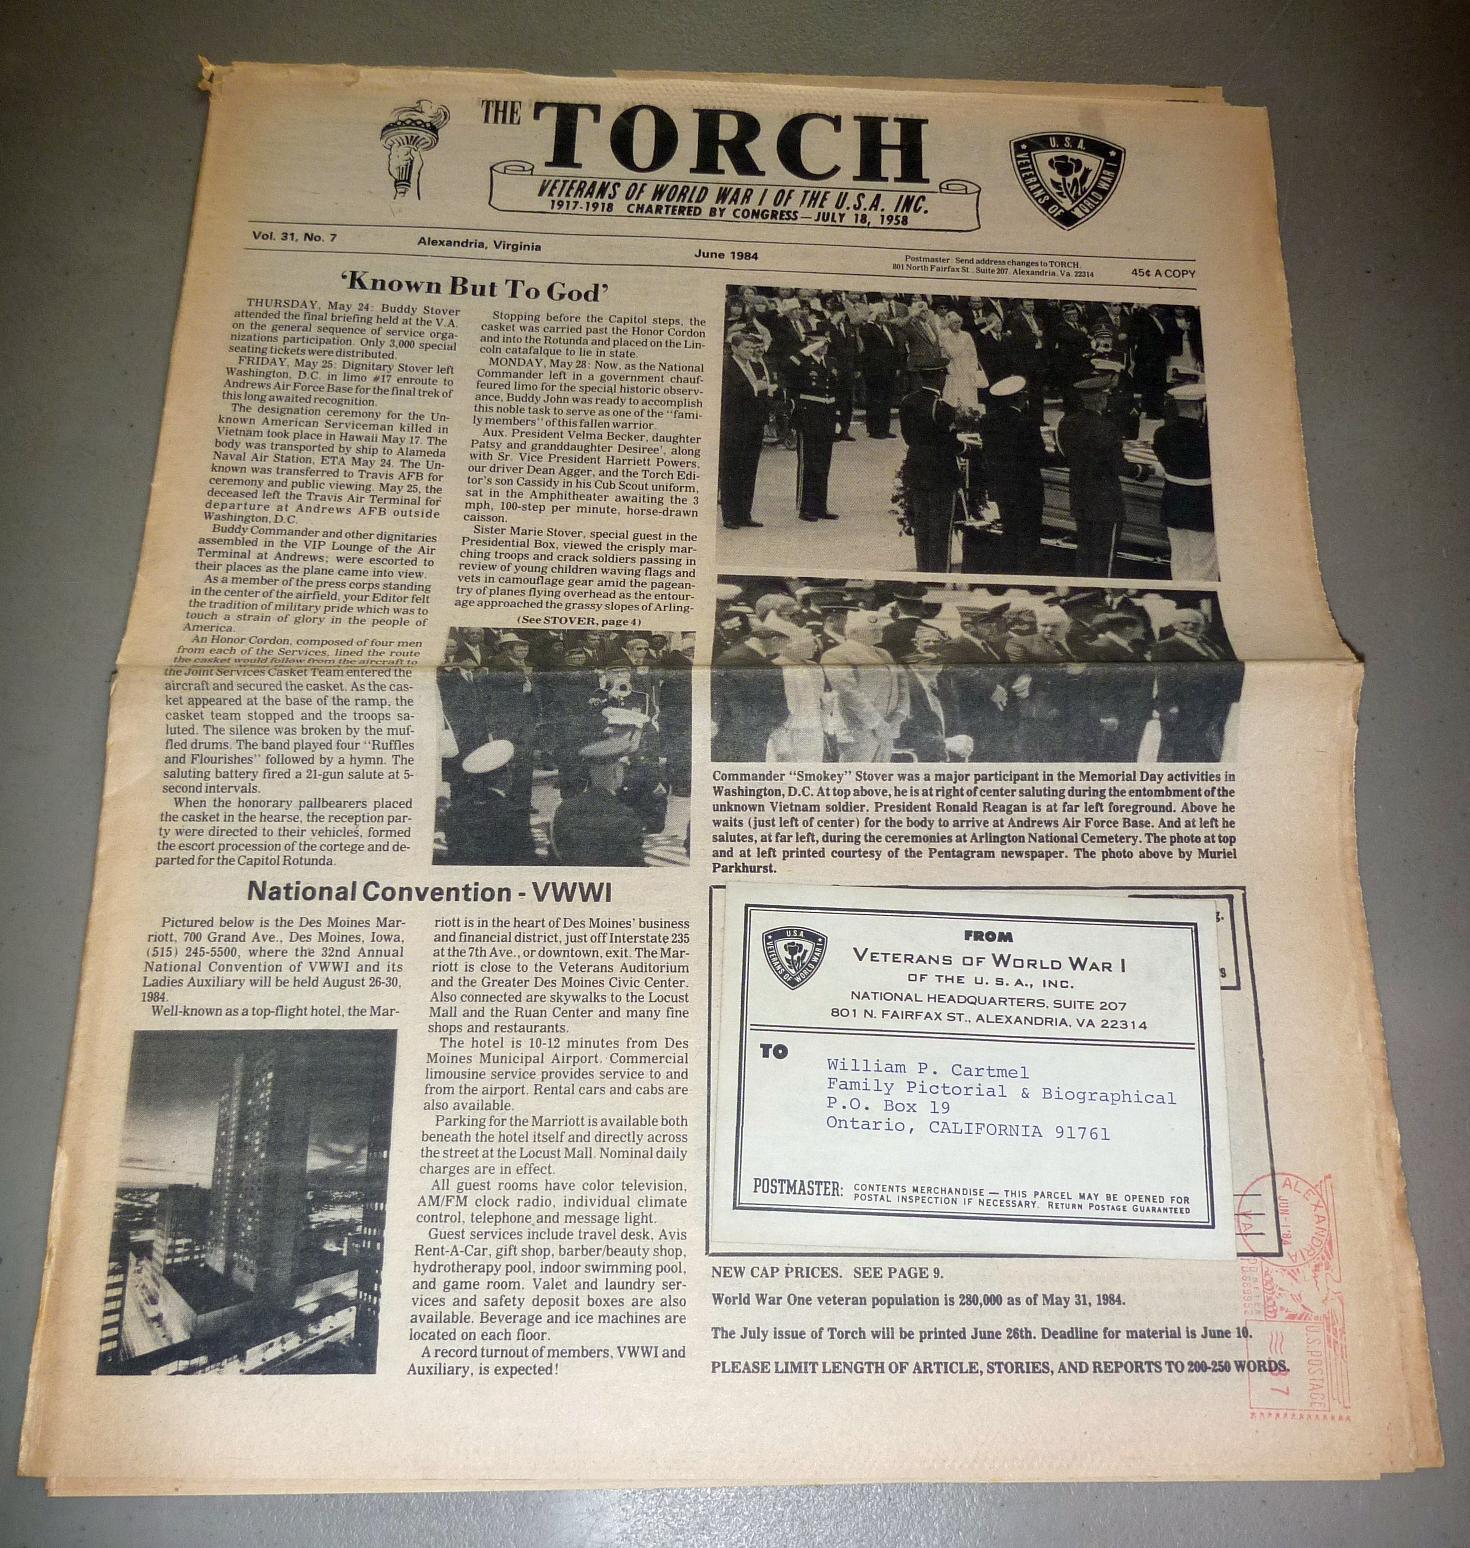 THE TORCH
VETERANS OF WORLD WAR I OF THE U.S.A. INC.
1917-1918 CHARTERED BY CONGRESS—JULY 18, 1958
U.S.A.
VETERANS OF WORLD WAR I
Vol. 31, No. 7
Alexandria, Virginia
June 1984
Postmaster: Send address changes to TORCH,
801 North Fairfax St., Suite 207, Alexandria, Va. 22314
45¢ A COPY
‘Known But To God’
THURSDAY, May 24: Buddy Stover
attended the final briefing held at the V.A.
on the general sequence of service orga-
nizations participation. Only 3,000 special
seating tickets were distributed.
FRIDAY, May 25: Dignitary Stover left
Washington, D.C. in limo #17 enroute to
Andrews Air Force Base for the final trek of
this long awaited recognition.
The designation ceremony for the Un-
known American Serviceman killed in
Vietnam took place in Hawaii May 17. The
body was transported by ship to Alameda
Naval Air Station, ETA May 24. The Un-
known was transferred to Travis AFB for
ceremony and public viewing. May 25, the
deceased left the Travis Air Terminal for
departure at Andrews AFB outside
Washington, D.C.
Buddy Commander and other dignitaries
assembled in the VIP Lounge of the Air
Terminal at Andrews; were escorted to
their places as the plane came into view.
As a member of the press corps standing
in the center of the airfield, your Editor felt
the tradition of military pride which was to
touch a strain of glory in the people of
America.
An Honor Cordon, composed of four men
from each of the Services, lined the route
the casket would follow from the aircraft to
the Joint Services Casket Team entered the
aircraft and secured the casket. As the cas-
ket appeared at the base of the ramp, the
casket team stopped and the troops sa-
luted. The silence was broken by the muf-
fled drums. The band played four “Ruffles
and Flourishes” followed by a hymn. The
saluting battery fired a 21-gun salute at 5-
second intervals.
When the honorary pallbearers placed
the casket in the hearse, the reception par-
ty were directed to their vehicles, formed
the escort procession of the cortege and de-
parted for the Capitol Rotunda.
Stopping before the Capitol steps, the
casket was carried past the Honor Cordon
and into the Rotunda and placed on the Lin-
coln catafalque to lie in state.
MONDAY, May 28: Now, as the National
Commander left in a government chauf-
feured limo for the special historic observ-
ance, Buddy John was ready to accomplish
this noble task to serve as one of the “fami-
ly members” of this fallen warrior.
Aux. President Velma Becker, daughter
Patsy and granddaughter Desiree’, along
with Sr. Vice President Harriett Powers,
our driver Dean Agger, and the Torch Edi-
tor’s son Cassidy in his Cub Scout uniform,
sat in the Amphitheater awaiting the 3
mph, 100-step per minute, horse-drawn
caisson.
Sister Marie Stover, special guest in the
Presidential Box, viewed the crisply mar-
ching troops and crack soldiers passing in
review of young children waving flags and
vets in camouflage gear amid the pagean-
try of planes flying overhead as the entour-
age approached the grassy slopes of Arling-
(See STOVER, page 4)
Commander “Smokey” Stover was a major participant in the Memorial Day activities in
Washington, D.C. At top above, he is at right of center saluting during the entombment of the
unknown Vietnam soldier. President Ronald Reagan is at far left foreground. Above he
waits (just left of center) for the body to arrive at Andrews Air Force Base. And at left he
salutes, at far left, during the ceremonies at Arlington National Cemetery. The photo at top
and at left printed courtesy of the Pentagram newspaper. The photo above by Muriel
Parkhurst.
National Convention - VWWI
Pictured below is the Des Moines Mar-
riott, 700 Grand Ave., Des Moines, Iowa,
(515) 245-5500, where the 32nd Annual
National Convention of VWWI and its
Ladies Auxiliary will be held August 26-30,
1984.
Well-known as a top-flight hotel, the Mar-
riott is in the heart of Des Moines’ business
and financial district, just off Interstate 235
at the 7th Ave., or downtown, exit. The Mar-
riott is close to the Veterans Auditorium
and the Greater Des Moines Civic Center.
Also connected are skywalks to the Locust
Mall and the Ruan Center and many fine
shops and restaurants.
The hotel is 10-12 minutes from Des
Moines Municipal Airport. Commercial
limousine service provides service to and
from the airport. Rental cars and cabs are
also available.
Parking for the Marriott is available both
beneath the hotel itself and directly across
the street at the Locust Mall. Nominal daily
charges are in effect.
All guest rooms have color television,
AM/FM clock radio, individual climate
control, telephone and message light.
Guest services include travel desk, Avis
Rent-A-Car, gift shop, barber/beauty shop,
hydrotherapy pool, indoor swimming pool,
and game room. Valet and laundry ser-
vices and safety deposit boxes are also
available. Beverage and ice machines are
located on each floor.
A record turnout of members, VWWI and
Auxiliary, is expected!
FROM
U.S.A.
VETERANS OF WORLD WAR I
VETERANS OF WORLD WAR I
OF THE U. S. A., INC.
NATIONAL HEADQUARTERS, SUITE 207
801 N. FAIRFAX ST., ALEXANDRIA, VA 22314
TO
William P. Cartmel
Family Pictorial & Biographical
P.O. Box 19
Ontario, CALIFORNIA 91761
POSTMASTER: CONTENTS MERCHANDISE — THIS PARCEL MAY BE OPENED FOR
POSTAL INSPECTION IF NECESSARY. RETURN POSTAGE GUARANTEED
ALEXANDRIA
JUN-1'84
VA
U.S. POSTAGE
NEW CAP PRICES. SEE PAGE 9.
World War One veteran population is 280,000 as of May 31, 1984.
The July issue of Torch will be printed June 26th. Deadline for material is June 10.
PLEASE LIMIT LENGTH OF ARTICLE, STORIES, AND REPORTS TO 200-250 WORDS.